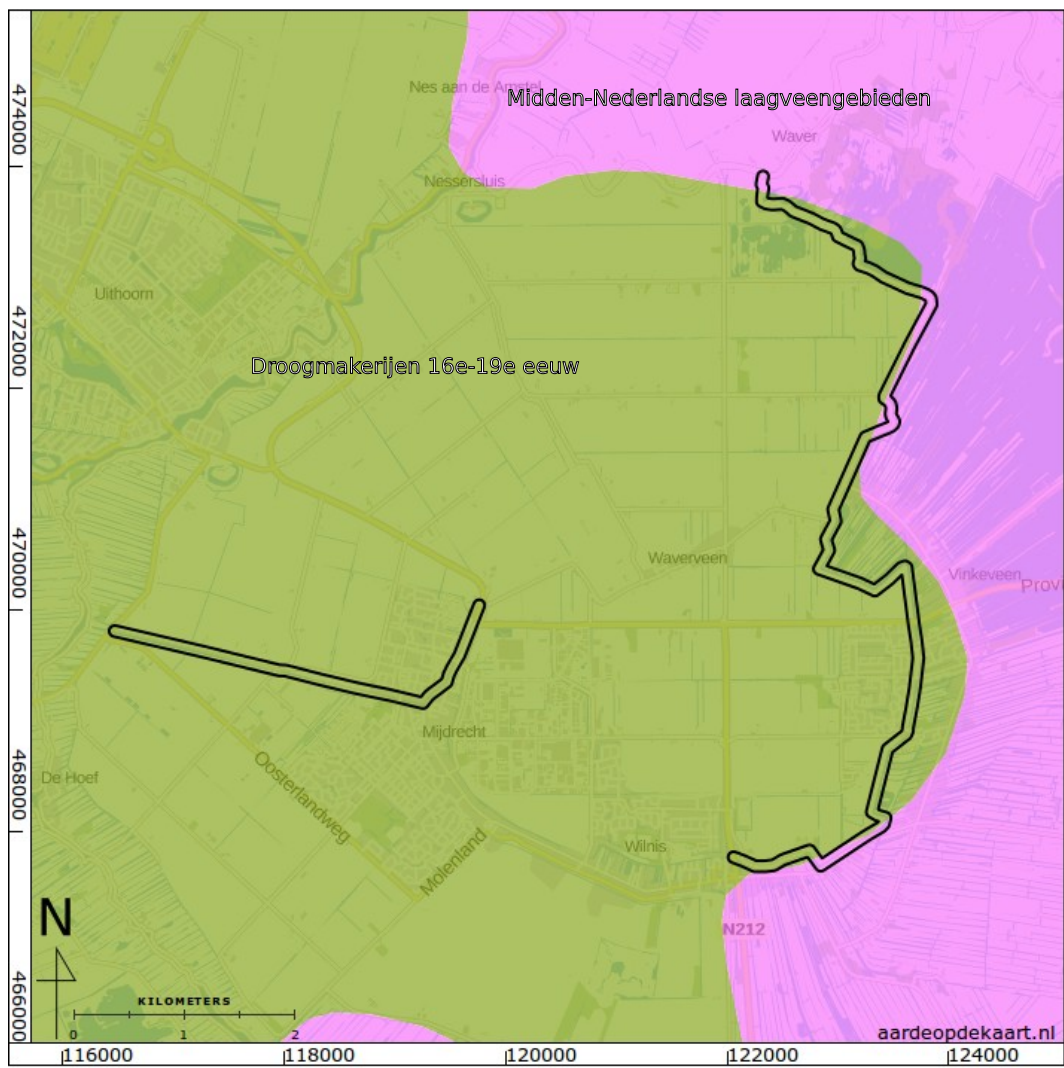 Nes aan de Amstel
Midden-Nederlandse laagveengebieden
Waver
Nessersluis
Uithoorn
Droogmakerijen 16e-19e eeuw
Waverveen
Vinkeveen
Provi
Mijdrecht
De Hoef
Oosterlandweg
Molenland
Wilnis
N212
N
KILOMETERS
0 1 2
aardeopdekaart.nl
474000
472000
470000
468000
466000
116000 118000 120000 122000 124000